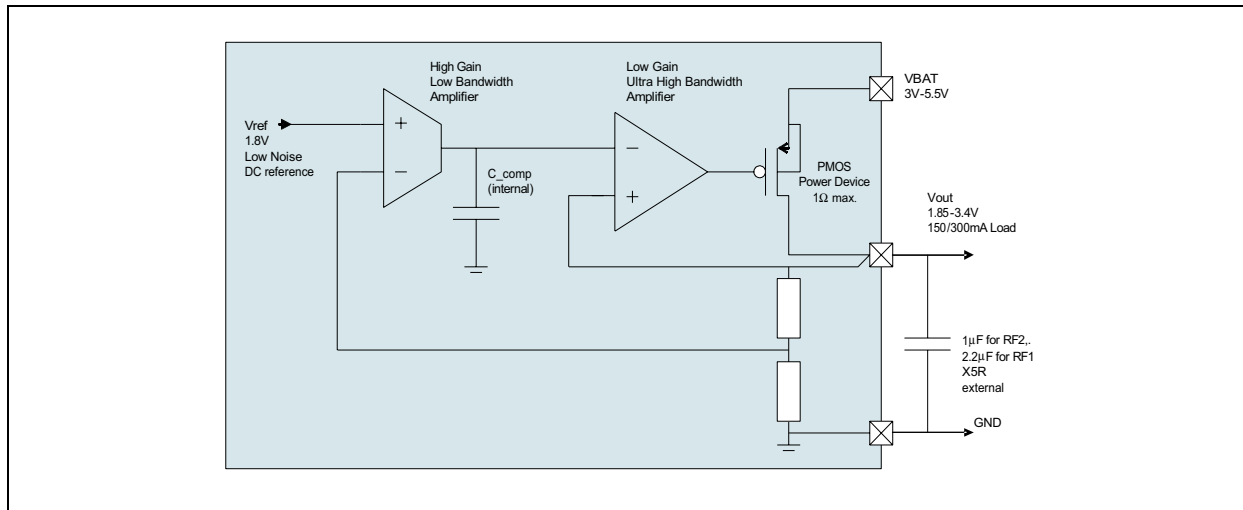 High Gain
Low Bandwidth
Amplifier
Low Gain
Ultra High Bandwidth
Amplifier
VBAT
3V-5.5V
Vref
1.8V
Low Noise
DC reference
+
−
C_comp
(internal)
−
+
PMOS
Power Device
1Ω max.
Vout
1.85-3.4V
150/300mA Load
1μF for RF2,.
2.2μF for RF1
X5R
external
GND